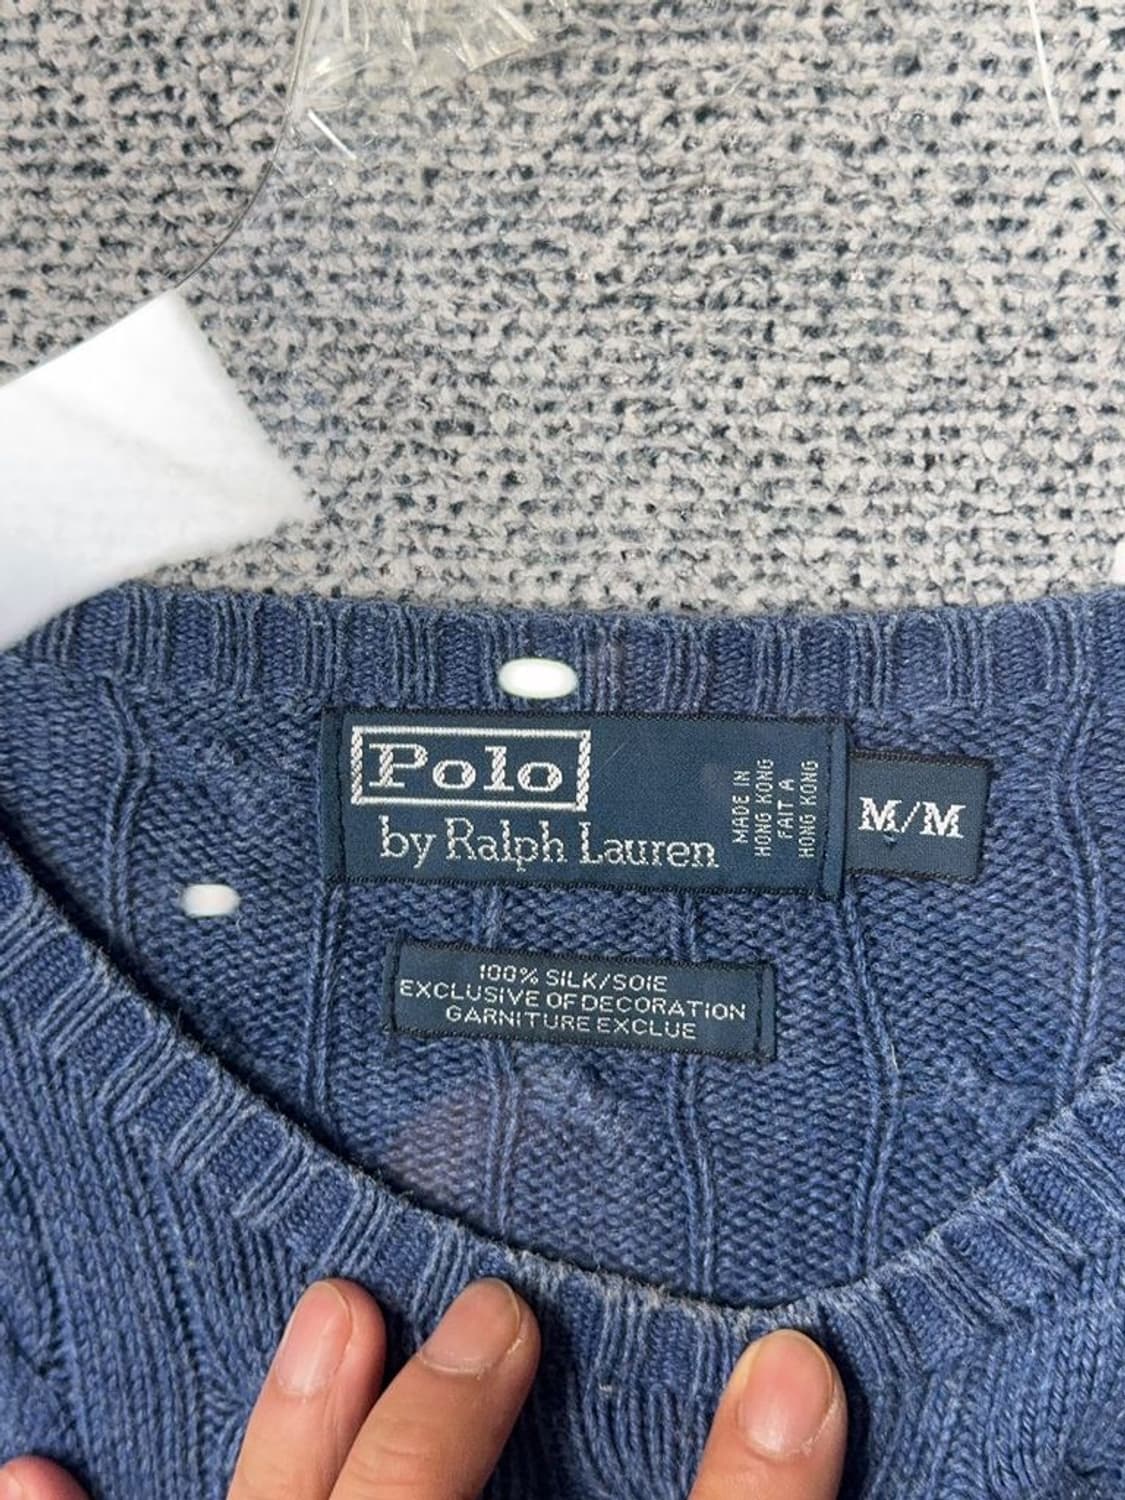 Polo
by Ralph Lauren
MADE IN
HONG KONG
FAIT A
HONG KONG
M/M
100% SILK/SOIE
EXCLUSIVE OF DECORATION
GARNITURE EXCLUE